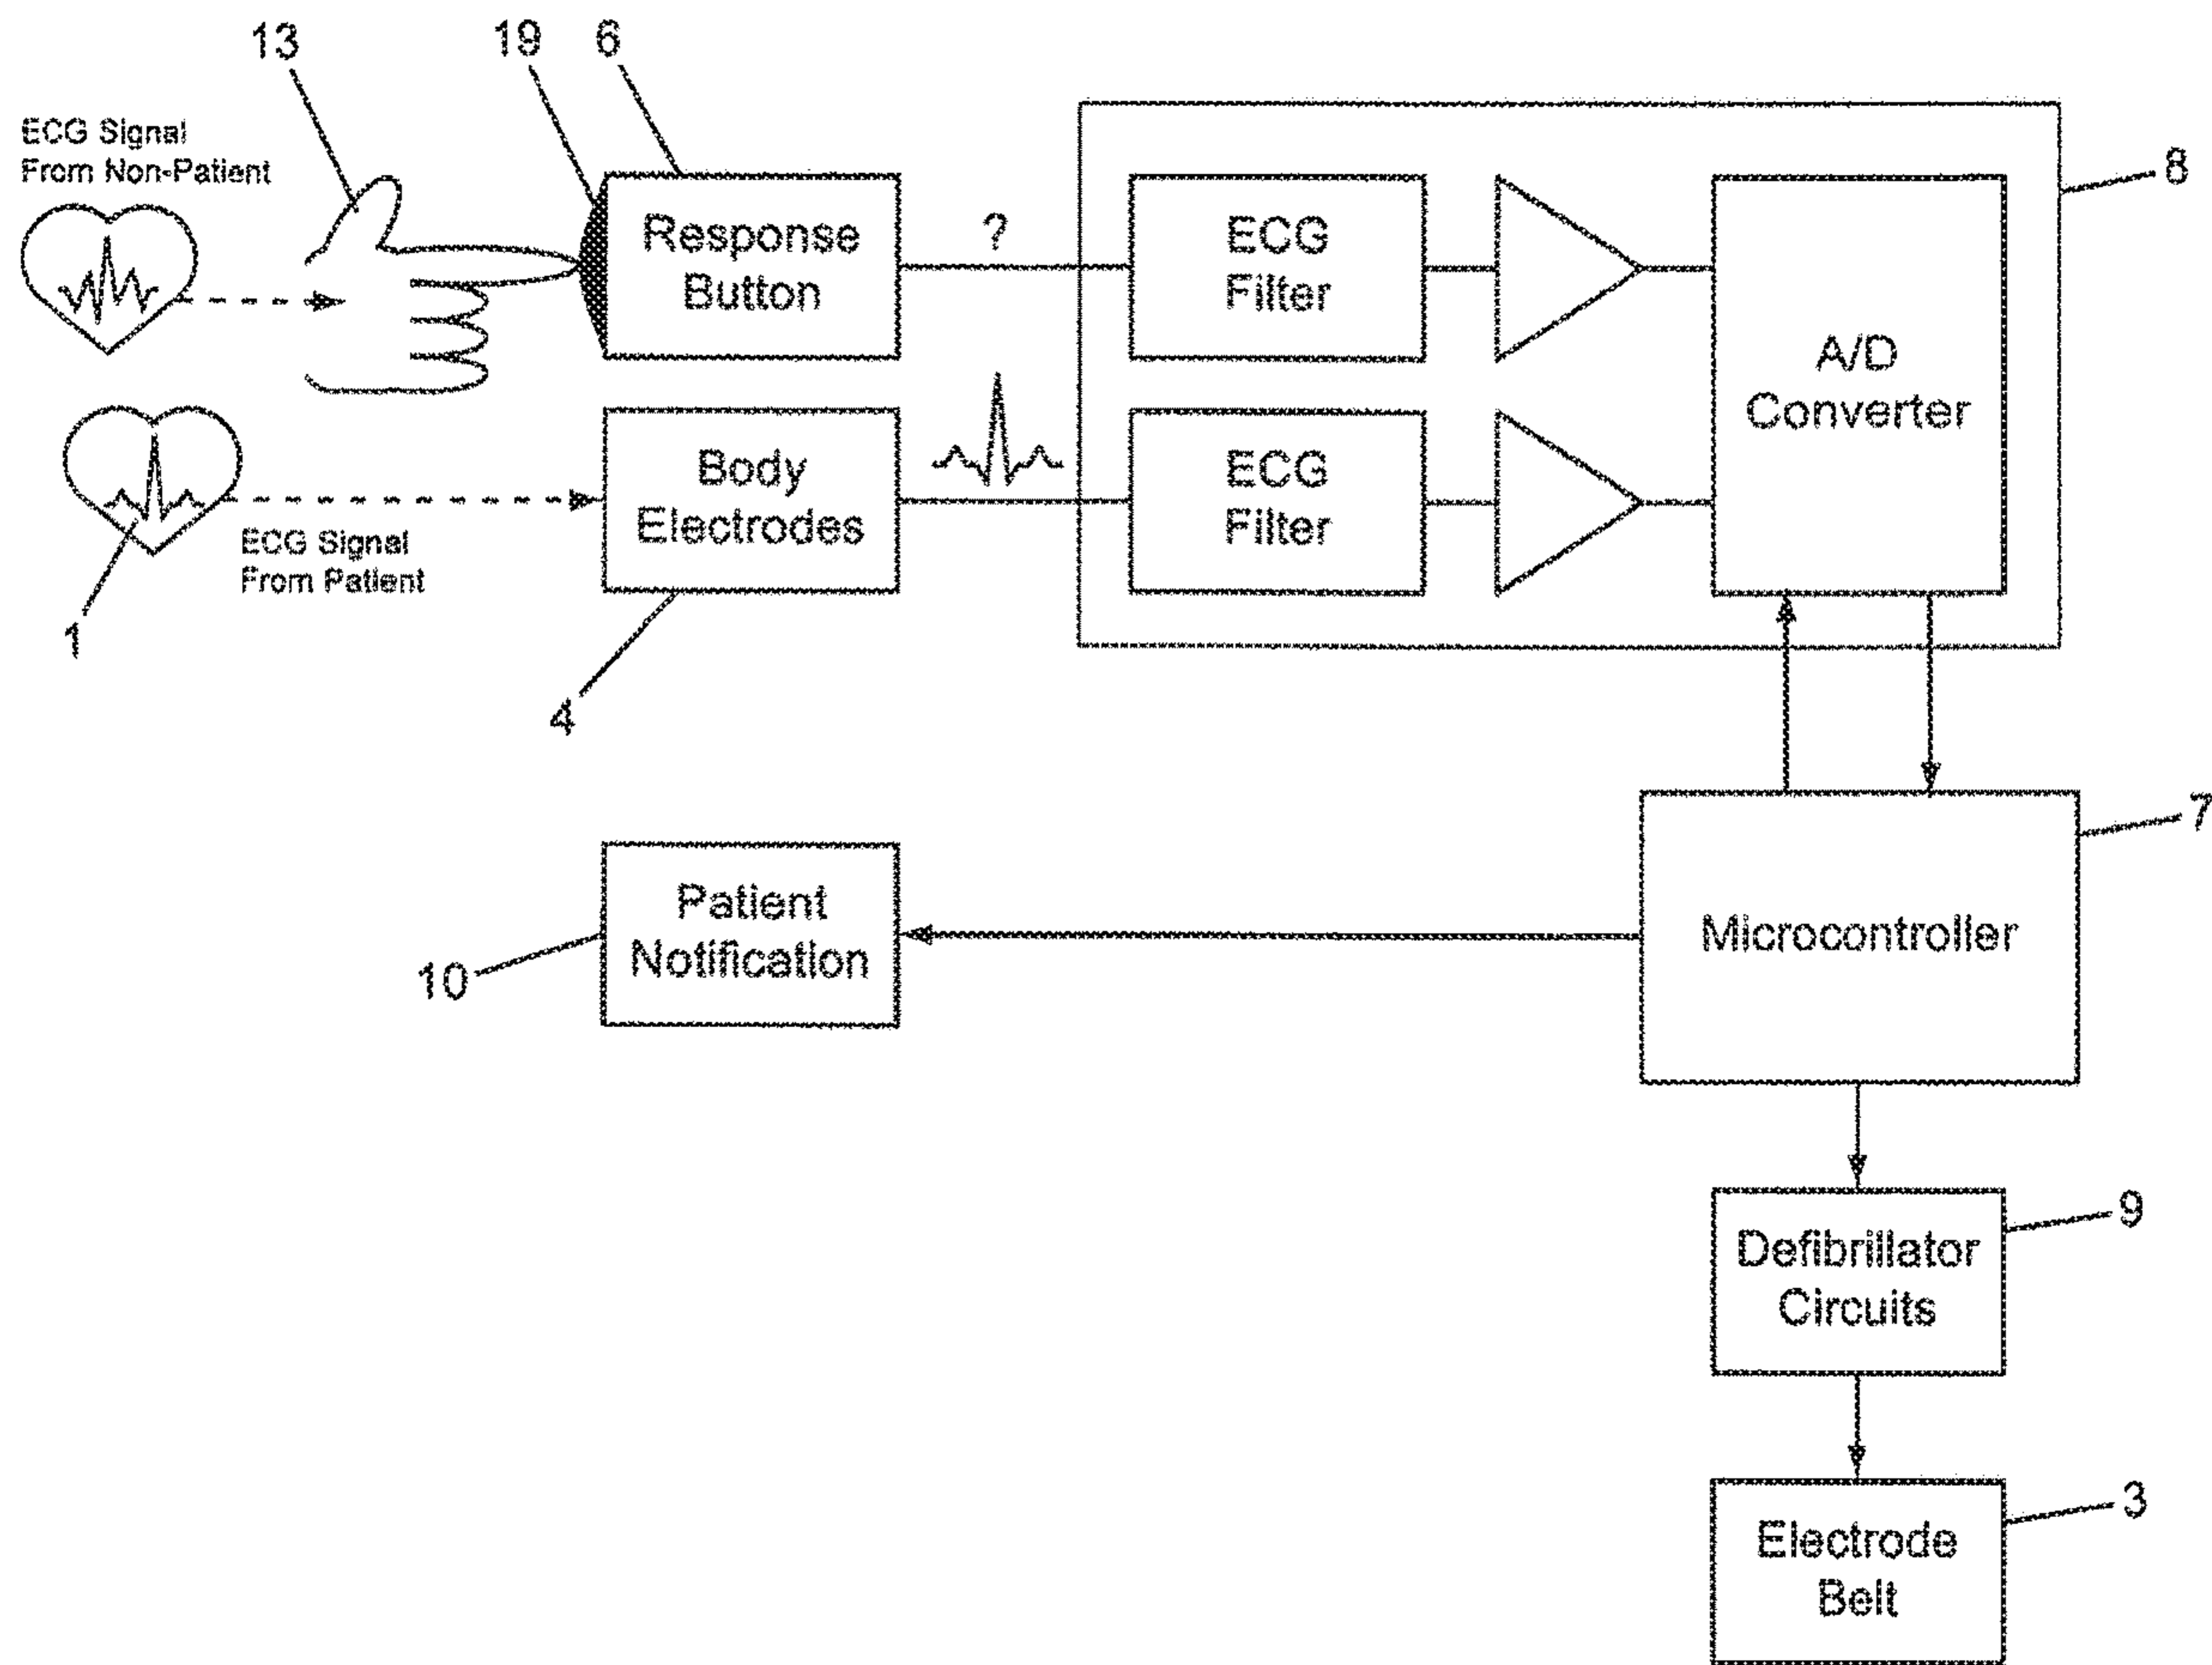 13
19
6
ECG Signal
From Non-Patient
8
Response
Button
?
ECG
Filter
A/D
Converter
Body
Electrodes
ECG
Filter
ECG Signal
From Patient
1
4
7
Patient
Notification
Microcontroller
10
9
Defibrillator
Circuits
3
Electrode
Belt